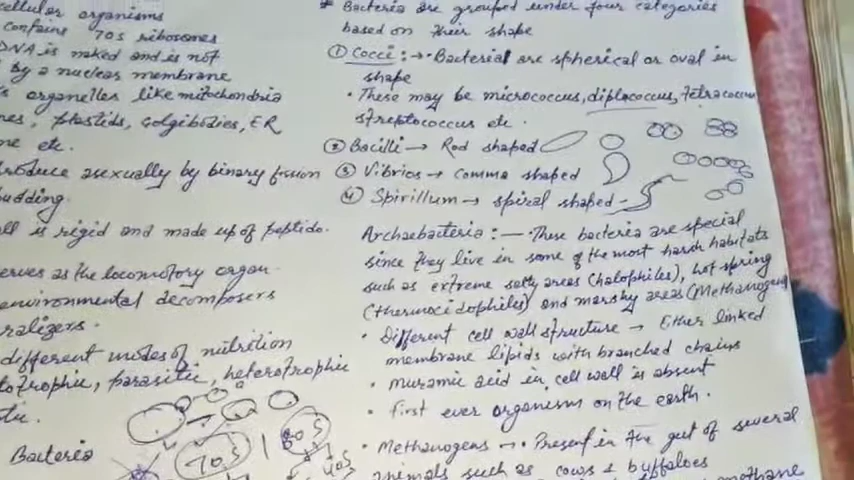 cellular organisms
contains 70s ribosomes
DNA is naked and is not
by a nuclear membrane
organelles like mitochondria
plastids, Golgibodies, ER
etc.
asexually by binary fission
budding.
is rigid and made up of peptido.
serves as the locomotory organ.
environmental decomposers
different modes of nutrition
parasitic, heterotrophic
70S
80S
40S
Bacteria
* Bacteria are grouped under four categories
based on their shape
① Cocci :→ · Bacterial are spherical or oval in
shape
· These may be micrococcus, diplococcus, Tetracoccus
streptococcus etc.
② Bacilli → Rod shaped
③ Vibrios → Comma shaped
④ Spirillum → spiral shaped
Archaebacteria :— · These bacteria are special
since they live in some of the most harsh habitats
such as extreme salty areas (halophiles), hot spring
(thermoacidophiles) and marshy areas (Methanogens)
· Different cell wall structure → Ether linked
membrane lipids with branched chains
· muramic acid in cell wall is absent
· First ever organism on the earth.
· Methanogens → · Present in the gut of several
animals such as cows & buffaloes
methane